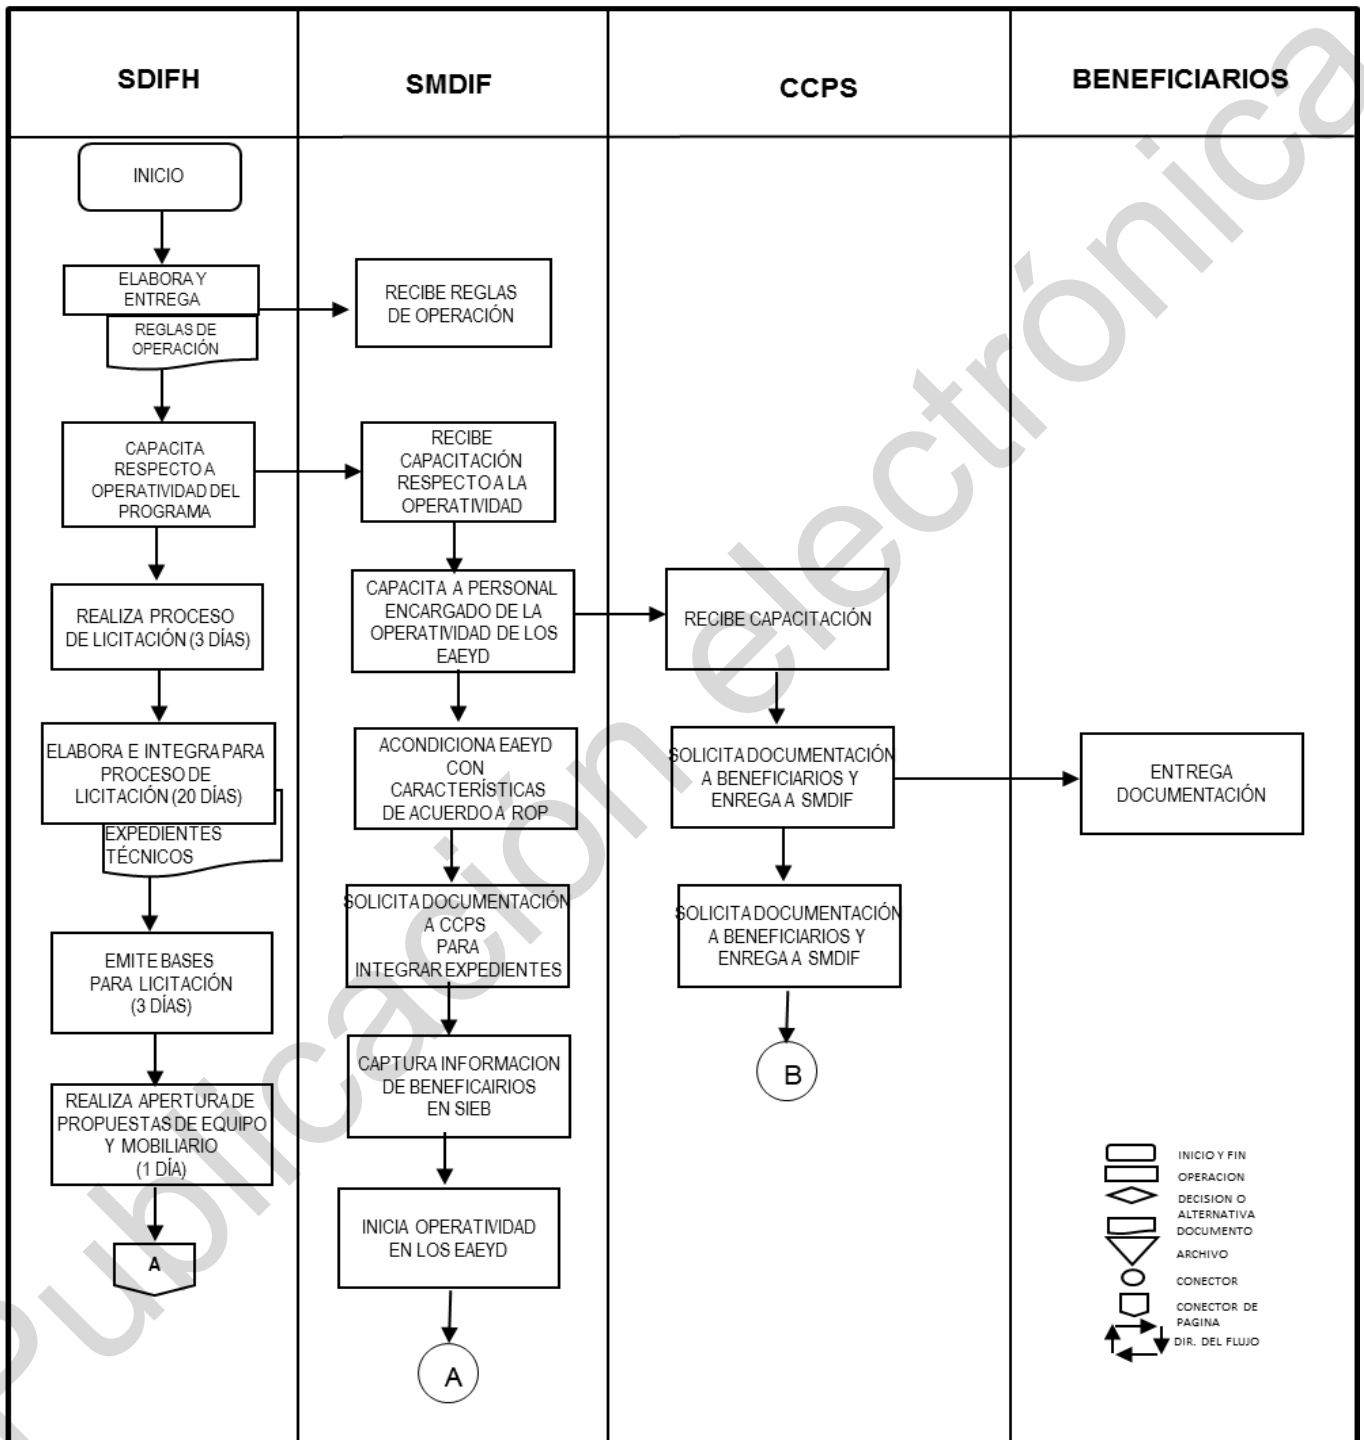 SDIFH
SMDIF
CCPS
BENEFICIARIOS
INICIO
ELABORA Y
ENTREGA
REGLAS DE
OPERACIÓN
RECIBE REGLAS
DE OPERACIÓN
CAPACITA
RESPECTO A
OPERATIVIDAD DEL
PROGRAMA
RECIBE
CAPACITACIÓN
RESPECTO A LA
OPERATIVIDAD
REALIZA PROCESO
DE LICITACIÓN (3 DÍAS)
CAPACITA A PERSONAL
ENCARGADO DE LA
OPERATIVIDAD DE LOS
EAEYD
RECIBE CAPACITACIÓN
ELABORA E INTEGRA PARA
PROCESO DE
LICITACIÓN (20 DÍAS)
EXPEDIENTES
TÉCNICOS
ACONDICIONA EAEYD
CON
CARACTERÍSTICAS
DE ACUERDO A ROP
SOLICITA DOCUMENTACIÓN
A BENEFICIARIOS Y
ENREGA A SMDIF
ENTREGA
DOCUMENTACIÓN
EMITE BASES
PARA LICITACIÓN
(3 DÍAS)
SOLICITA DOCUMENTACIÓN
A CCPS
PARA
INTEGRAR EXPEDIENTES
SOLICITA DOCUMENTACIÓN
A BENEFICIARIOS Y
ENREGA A SMDIF
REALIZA APERTURA DE
PROPUESTAS DE EQUIPO
Y MOBILIARIO
(1 DÍA)
CAPTURA INFORMACION
DE BENEFICAIRIOS
EN SIEB
B
A
INICIA OPERATIVIDAD
EN LOS EAEYD
A
INICIO Y FIN
OPERACION
DECISION O
ALTERNATIVA
DOCUMENTO
ARCHIVO
CONECTOR
CONECTOR DE
PAGINA
DIR. DEL FLUJO
Publicación electrónica